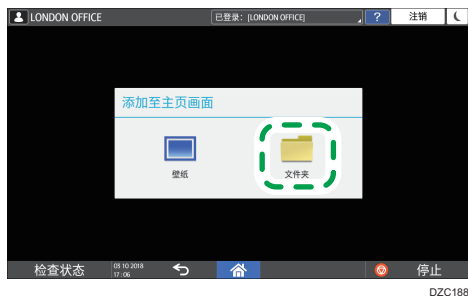 LONDON OFFICE
已登录: [LONDON OFFICE]
?
注销
添加至主页画面
壁纸
文件夹
检查状态
03 10 2018
17 : 06
停止
DZC188